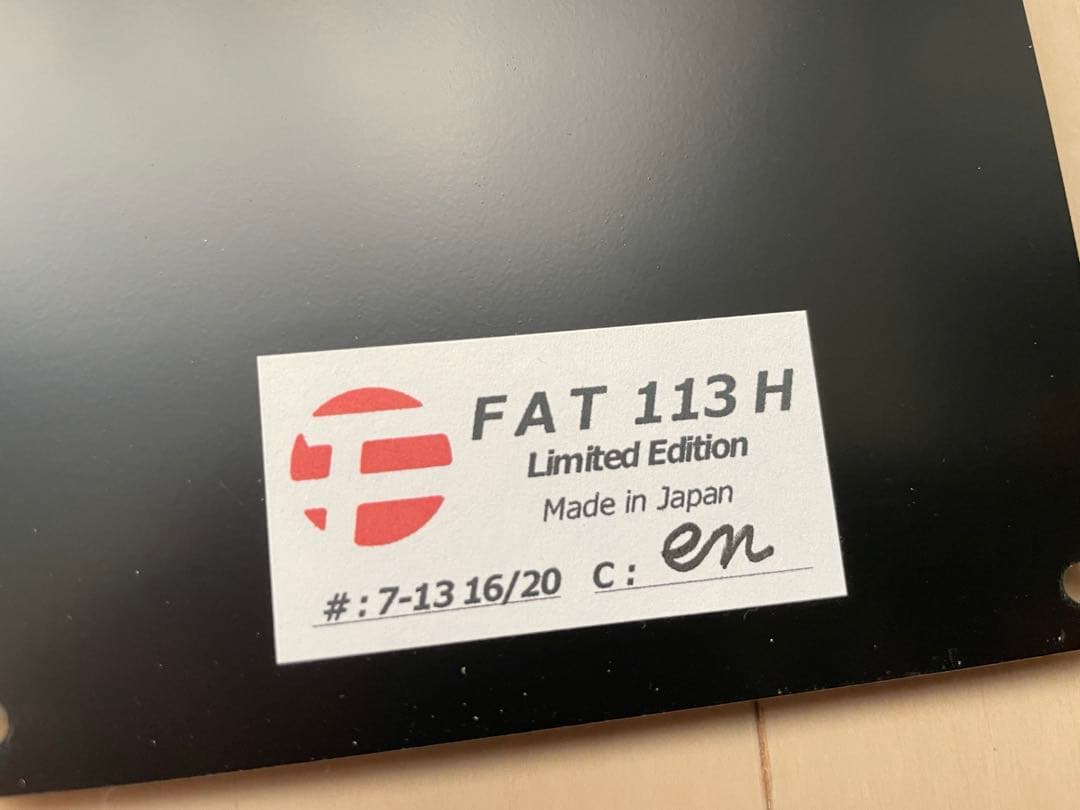 FAT 113 H
Limited Edition
Made in Japan
#: 7-13 16/20 C: en